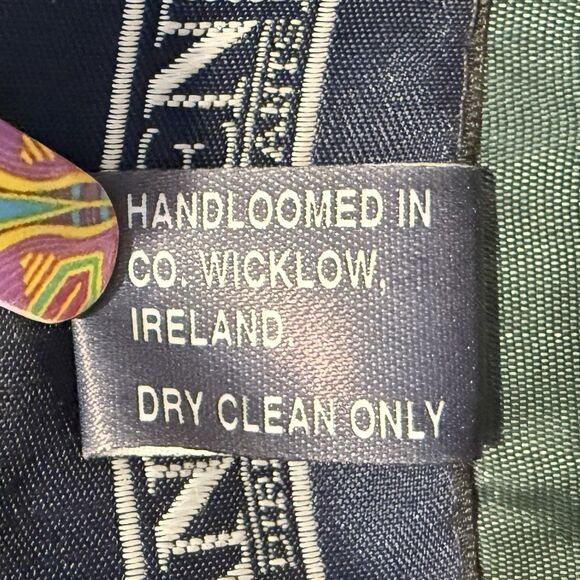 HANDLOOMED IN
CO. WICKLOW,
IRELAND.
DRY CLEAN ONLY